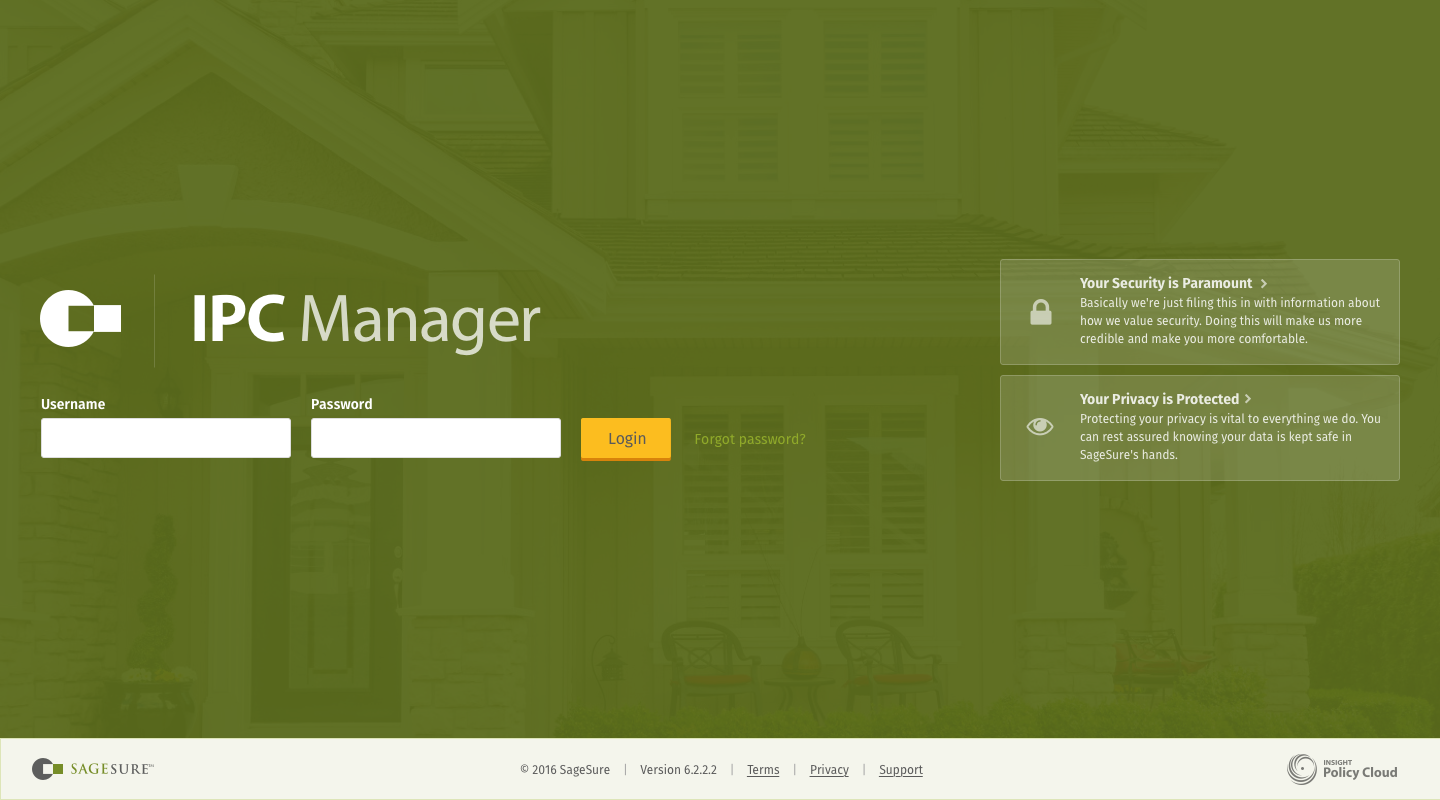 IPC Manager
Username
Password
Login
Forgot password?
Your Security is Paramount
Basically we're just filing this in with information about
how we value security. Doing this will make us more
credible and make you more comfortable.
Your Privacy is Protected
Protecting your privacy is vital to everything we do. You
can rest assured knowing your data is kept safe in
SageSure's hands.
SAGESURE™
© 2016 SageSure | Version 6.2.2.2 | Terms | Privacy | Support
INSIGHT
Policy Cloud